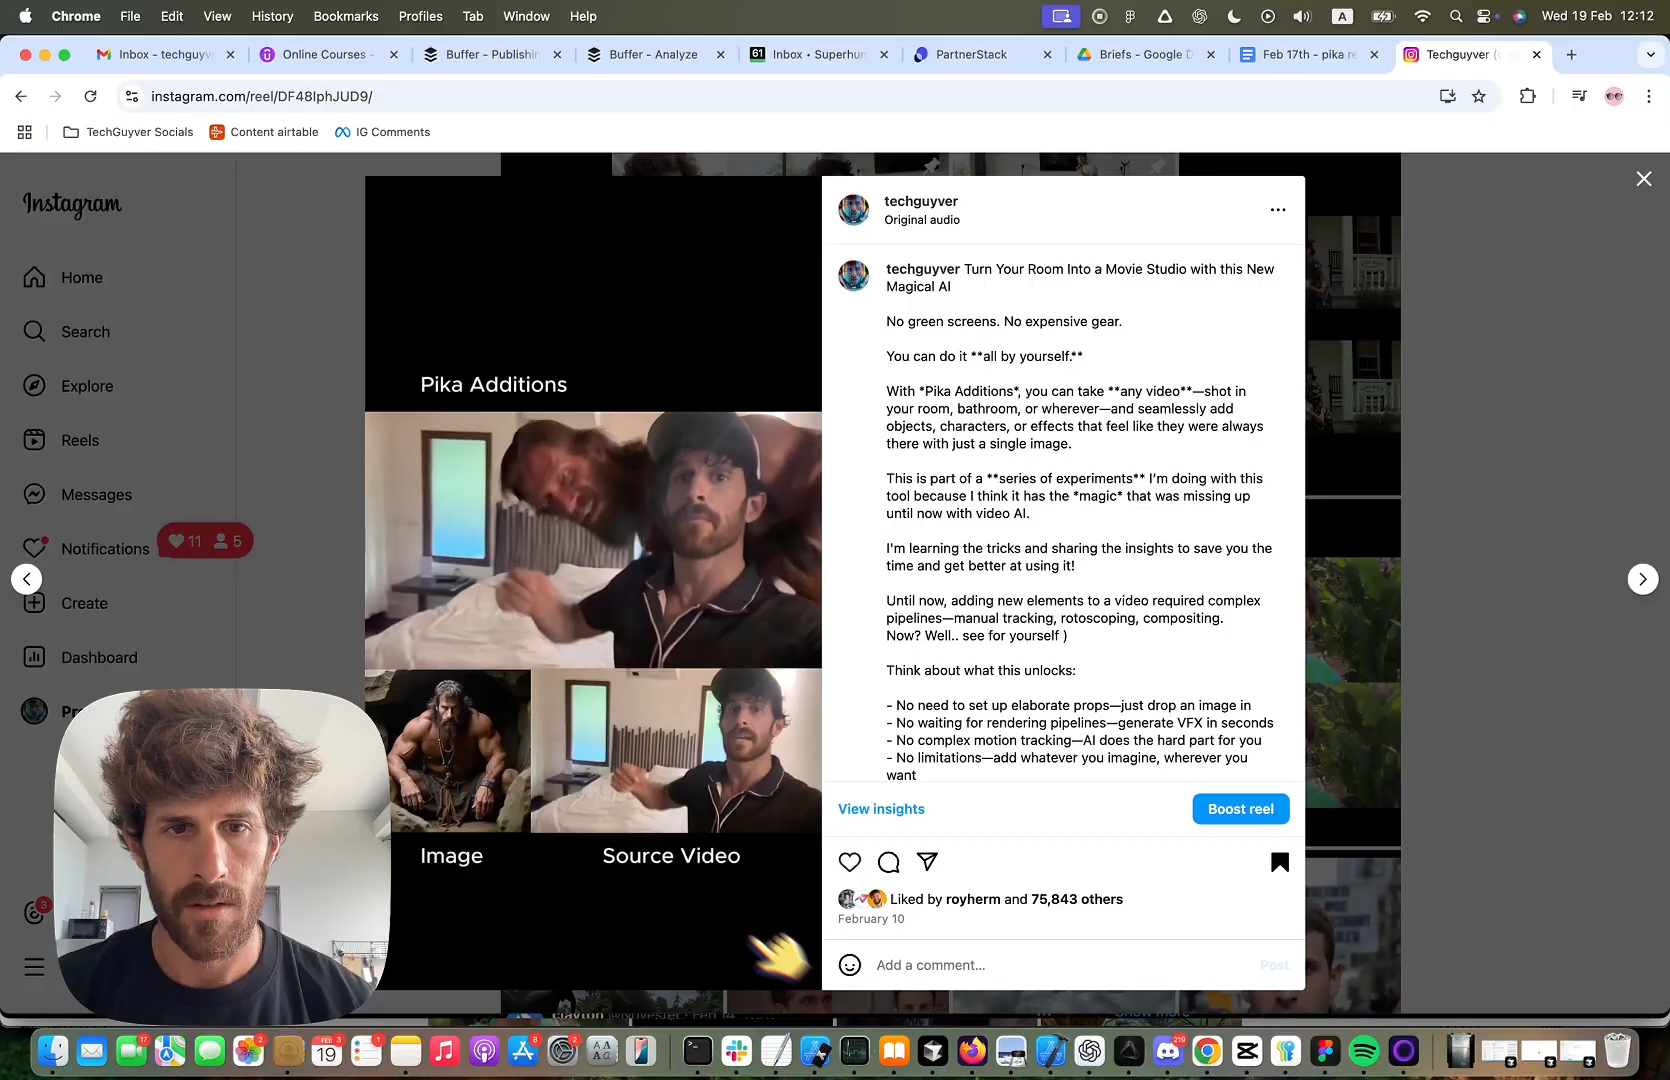 Chrome File Edit View History Bookmarks Profiles Tab Window Help
A
Wed 19 Feb 12:12
Inbox - techguyv
Online Courses -
Buffer - Publishin
Buffer - Analyze
61
Inbox • Superhun
PartnerStack
Briefs - Google D
Feb 17th - pika re
Techguyver (
instagram.com/reel/DF48IphJUD9/
TechGuyver Socials
Content airtable
IG Comments
Instagram
Home
Search
Explore
Reels
Messages
Notifications
11 5
Create
Dashboard
3
Pika Additions
Image
Source Video
techguyver
Original audio
techguyver Turn Your Room Into a Movie Studio with this New
Magical AI
No green screens. No expensive gear.
You can do it **all by yourself.**
With *Pika Additions*, you can take **any video**—shot in
your room, bathroom, or wherever—and seamlessly add
objects, characters, or effects that feel like they were always
there with just a single image.
This is part of a **series of experiments** I'm doing with this
tool because I think it has the *magic* that was missing up
until now with video AI.
I'm learning the tricks and sharing the insights to save you the
time and get better at using it!
Until now, adding new elements to a video required complex
pipelines—manual tracking, rotoscoping, compositing.
Now? Well.. see for yourself )
Think about what this unlocks:
- No need to set up elaborate props—just drop an image in
- No waiting for rendering pipelines—generate VFX in seconds
- No complex motion tracking—AI does the hard part for you
- No limitations—add whatever you imagine, wherever you
want
View insights
Boost reel
Liked by royherm and 75,843 others
February 10
Add a comment...
Post
17
2
FEB
19
3
1
8
2
219